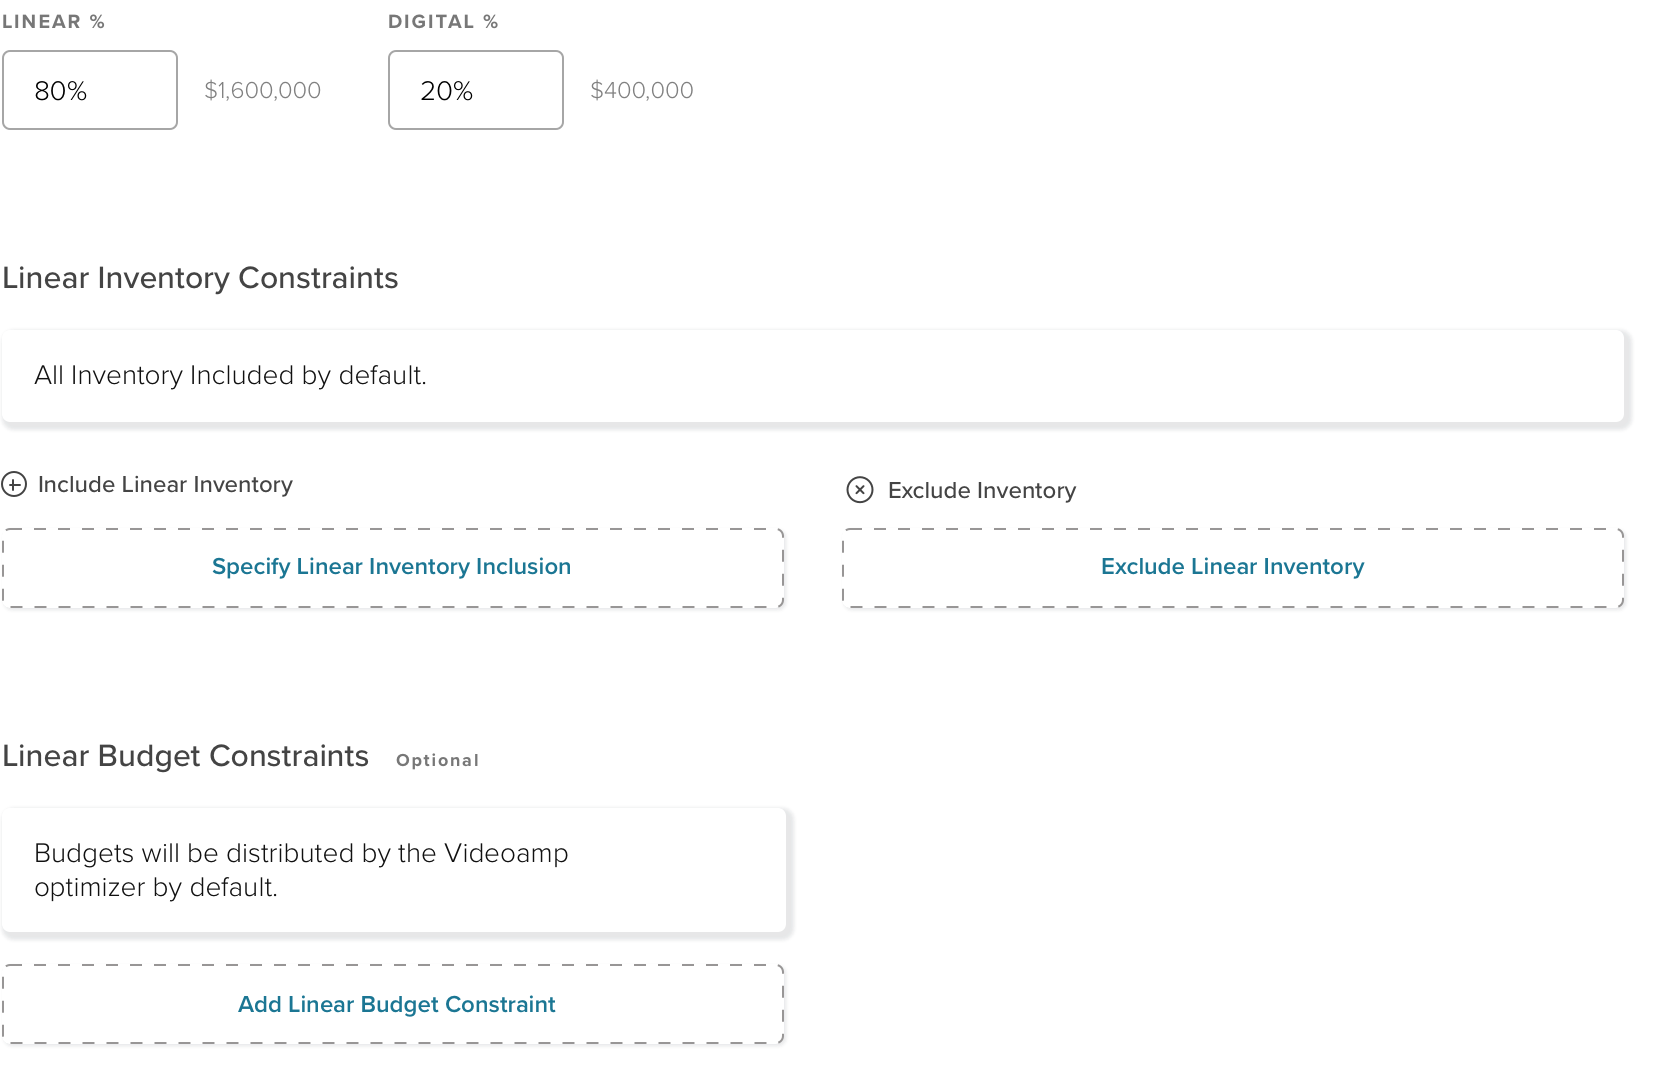 LINEAR %
DIGITAL %
80%
$1,600,000
20%
$400,000
Linear Inventory Constraints
All Inventory Included by default.
Include Linear Inventory
Exclude Inventory
Specify Linear Inventory Inclusion
Exclude Linear Inventory
Linear Budget Constraints
Optional
Budgets will be distributed by the Videoamp
optimizer by default.
Add Linear Budget Constraint